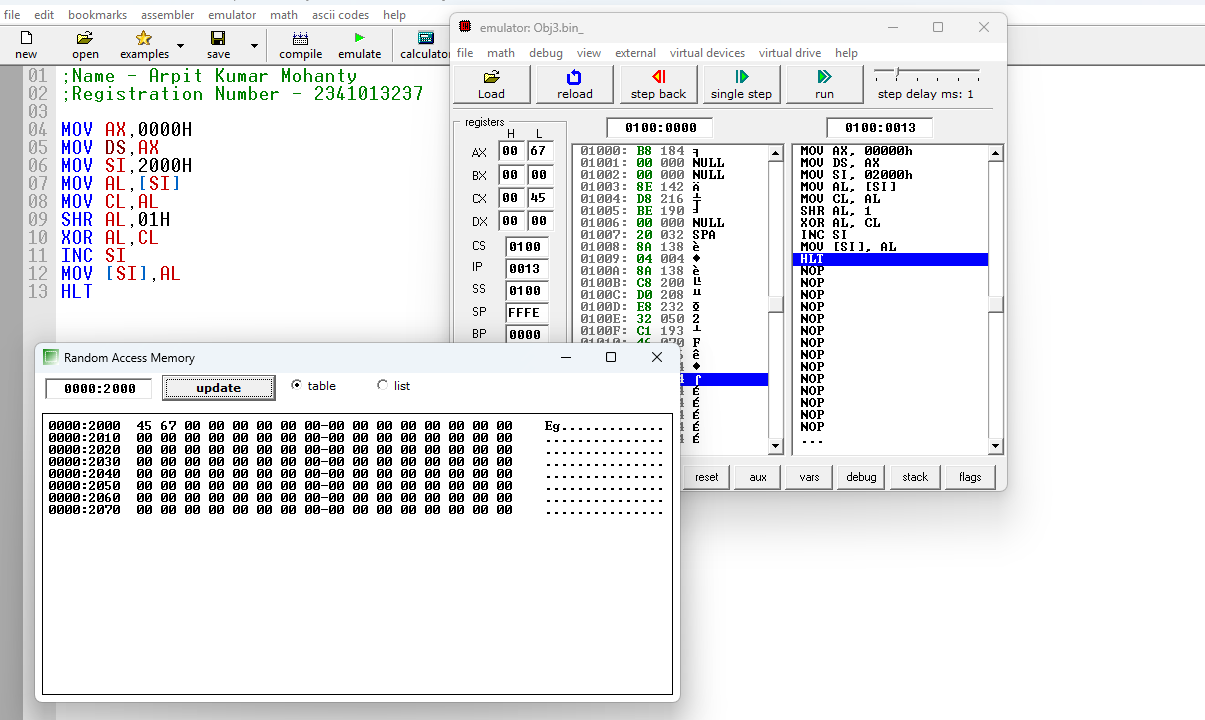 file edit bookmarks assembler emulator math ascii codes help
new open examples save compile emulate calculator
01 ;Name - Arpit Kumar Mohanty
02 ;Registration Number - 2341013237
03
04 MOV AX,0000H
05 MOV DS,AX
06 MOV SI,2000H
07 MOV AL,[SI]
08 MOV CL,AL
09 SHR AL,01H
10 XOR AL,CL
11 INC SI
12 MOV [SI],AL
13 HLT
emulator: Obj3.bin_
file math debug view external virtual devices virtual drive help
Load reload step back single step run step delay ms: 1
registers
H L
AX 00 67
BX 00 00
CX 00 45
DX 00 00
CS 0100
IP 0013
SS 0100
SP FFFE
BP 0000
0100:0000
01000: B8 184 ╕
01001: 00 000 NULL
01002: 00 000 NULL
01003: 8E 142 Ä
01004: D8 216 ╪
01005: BE 190 ╛
01006: 00 000 NULL
01007: 20 032 SPA
01008: 8A 138 è
01009: 04 004 ♦
0100A: 8A 138 è
0100B: C8 200 ╚
0100C: D0 208 ╨
0100D: E8 232 Φ
0100E: 32 050 2
0100F: C1 193 ┴
01010: 46 070 F
0100:0013
MOV AX, 00000h
MOV DS, AX
MOV SI, 02000h
MOV AL, [SI]
MOV CL, AL
SHR AL, 1
XOR AL, CL
INC SI
MOV [SI], AL
HLT
NOP
NOP
NOP
NOP
NOP
NOP
NOP
NOP
NOP
NOP
NOP
NOP
NOP
NOP
...
reset aux vars debug stack flags
Random Access Memory
0000:2000 update table list
0000:2000 45 67 00 00 00 00 00 00-00 00 00 00 00 00 00 00 Eg..............
0000:2010 00 00 00 00 00 00 00 00-00 00 00 00 00 00 00 00 ................
0000:2020 00 00 00 00 00 00 00 00-00 00 00 00 00 00 00 00 ................
0000:2030 00 00 00 00 00 00 00 00-00 00 00 00 00 00 00 00 ................
0000:2040 00 00 00 00 00 00 00 00-00 00 00 00 00 00 00 00 ................
0000:2050 00 00 00 00 00 00 00 00-00 00 00 00 00 00 00 00 ................
0000:2060 00 00 00 00 00 00 00 00-00 00 00 00 00 00 00 00 ................
0000:2070 00 00 00 00 00 00 00 00-00 00 00 00 00 00 00 00 ................